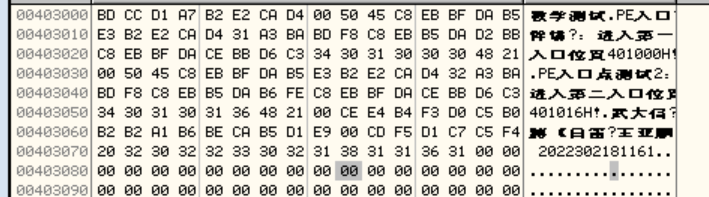 00403000 BD CC D1 A7 B2 E2 CA D4 00 50 45 C8 EB BF DA B5 教学测试.PE入口?
00403010 E3 B2 E2 CA D4 31 A3 BA BD F8 C8 EB B5 DA D2 BB 悴馐?：进入第一
00403020 C8 EB BF DA CE BB D6 C3 34 30 31 30 30 30 48 21 入口位置401000H!
00403030 00 50 45 C8 EB BF DA B5 E3 B2 E2 CA D4 32 A3 BA .PE入口点测试2：
00403040 BD F8 C8 EB B5 DA B6 FE C8 EB BF DA CE BB D6 C3 进入第二入口位置
00403050 34 30 31 30 31 36 48 21 00 CE E4 B4 F3 D0 C5 B0 401016H!.武大信?
00403060 B2 B2 A1 B6 BE CA B5 D1 E9 00 CD F5 D1 C7 C5 F4 膊《臼笛?王亚鹏
00403070 20 32 30 32 32 33 30 32 31 38 31 31 36 31 00 00 2022302181161..
00403080 00 00 00 00 00 00 00 00 00 00 00 00 00 00 00 00 ................
00403090 00 00 00 00 00 00 00 00 00 00 00 00 00 00 00 00 ................